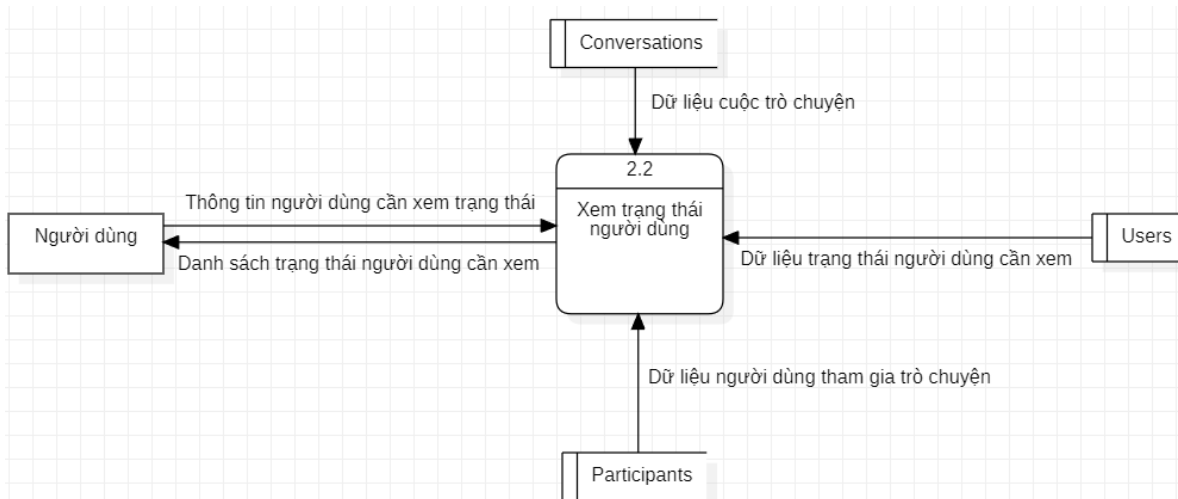 Conversations
Dữ liệu cuộc trò chuyện
2.2
Thông tin người dùng cần xem trạng thái
Xem trạng thái
người dùng
Người dùng
Users
Danh sách trạng thái người dùng cần xem
Dữ liệu trạng thái người dùng cần xem
Dữ liệu người dùng tham gia trò chuyện
Participants